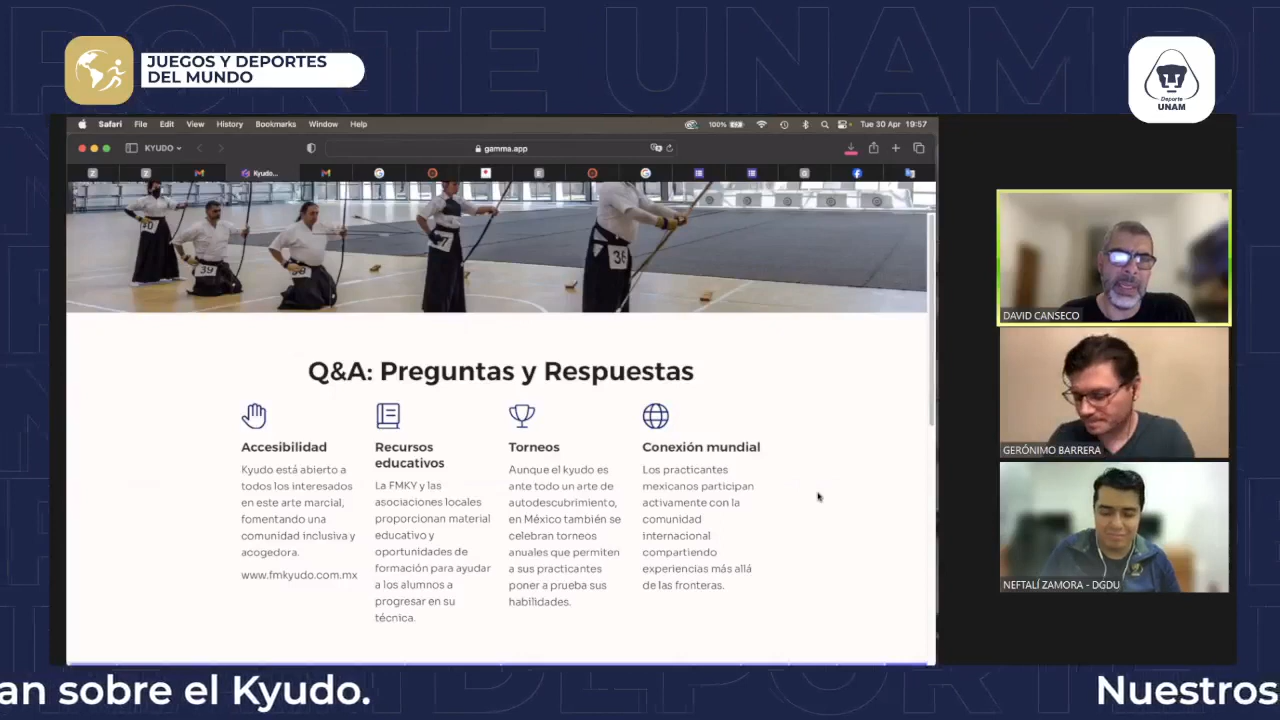 JUEGOS Y DEPORTES
DEL MUNDO
Deporte
UNAM
Safari File Edit View History Bookmarks Window Help
100% Tue 30 Apr 19:57
KYUDO
gamma.app
Kyudo...
39
7
36
Q&A: Preguntas y Respuestas
Accesibilidad
Kyudo está abierto a
todos los interesados
en este arte marcial,
fomentando una
comunidad inclusiva y
acogedora.
www.fmkyudo.com.mx
Recursos
educativos
La FMKY y las
asociaciones locales
proporcionan material
educativo y
oportunidades de
formación para ayudar
a los alumnos a
progresar en su
técnica.
Torneos
Aunque el kyudo es
ante todo un arte de
autodescubrimiento,
en México también se
celebran torneos
anuales que permiten
a sus practicantes
poner a prueba sus
habilidades.
Conexión mundial
Los practicantes
mexicanos participan
activamente con la
comunidad
internacional
compartiendo
experiencias más allá
de las fronteras.
DAVID CANSECO
GERÓNIMO BARRERA
NEFTALÍ ZAMORA - DGDU
an sobre el Kyudo.
Nuestros